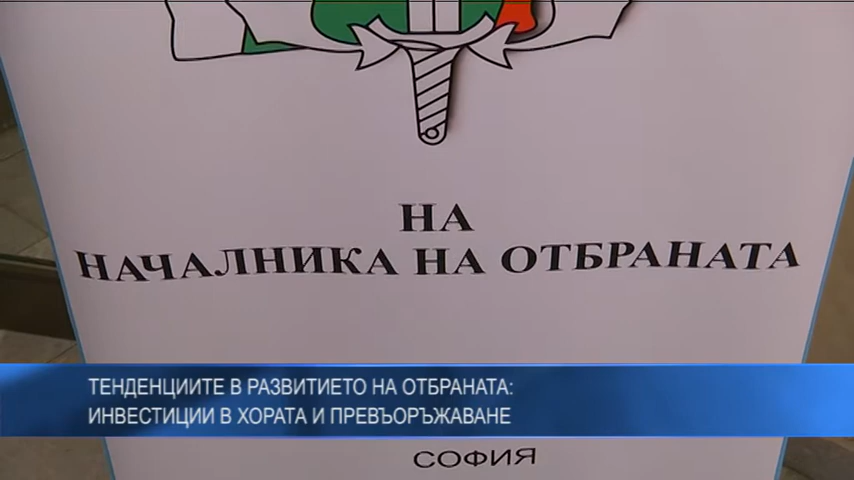 НА
НАЧАЛНИКА НА ОТБРАНАТА
ТЕНДЕНЦИИТЕ В РАЗВИТИЕТО НА ОТБРАНАТА:
ИНВЕСТИЦИИ В ХОРАТА И ПРЕВЪОРЪЖАВАНЕ
СОФИЯ